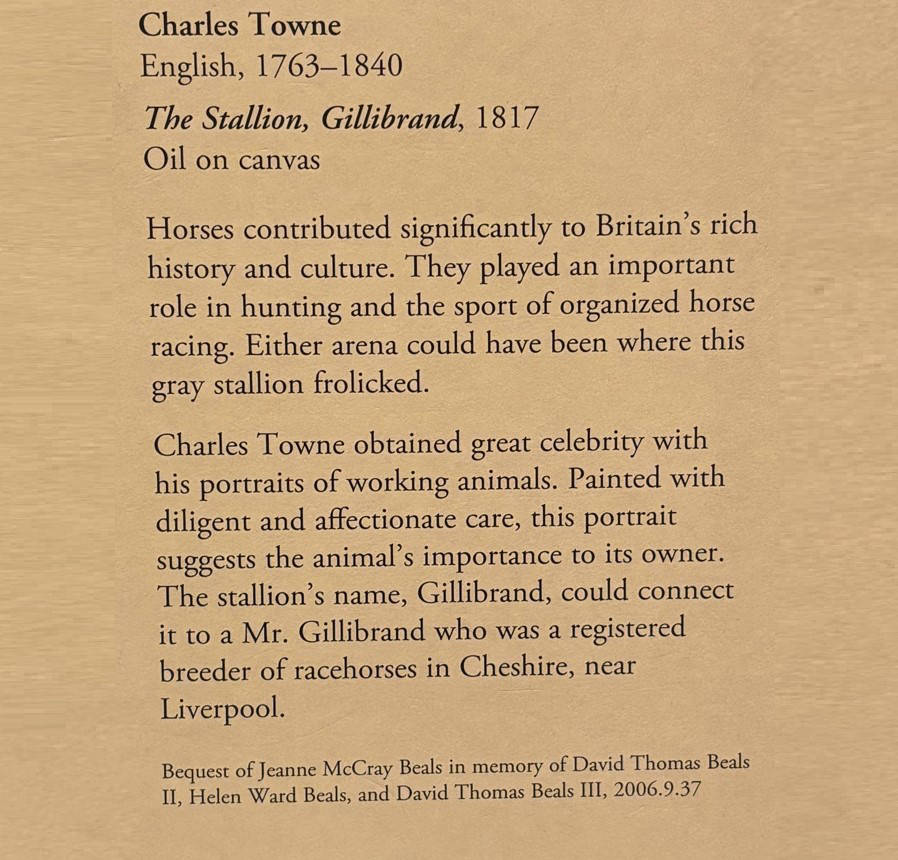 Charles Towne
English, 1763–1840
The Stallion, Gillibrand, 1817
Oil on canvas
Horses contributed significantly to Britain’s rich
history and culture. They played an important
role in hunting and the sport of organized horse
racing. Either arena could have been where this
gray stallion frolicked.
Charles Towne obtained great celebrity with
his portraits of working animals. Painted with
diligent and affectionate care, this portrait
suggests the animal’s importance to its owner.
The stallion’s name, Gillibrand, could connect
it to a Mr. Gillibrand who was a registered
breeder of racehorses in Cheshire, near
Liverpool.
Bequest of Jeanne McCray Beals in memory of David Thomas Beals
II, Helen Ward Beals, and David Thomas Beals III, 2006.9.37